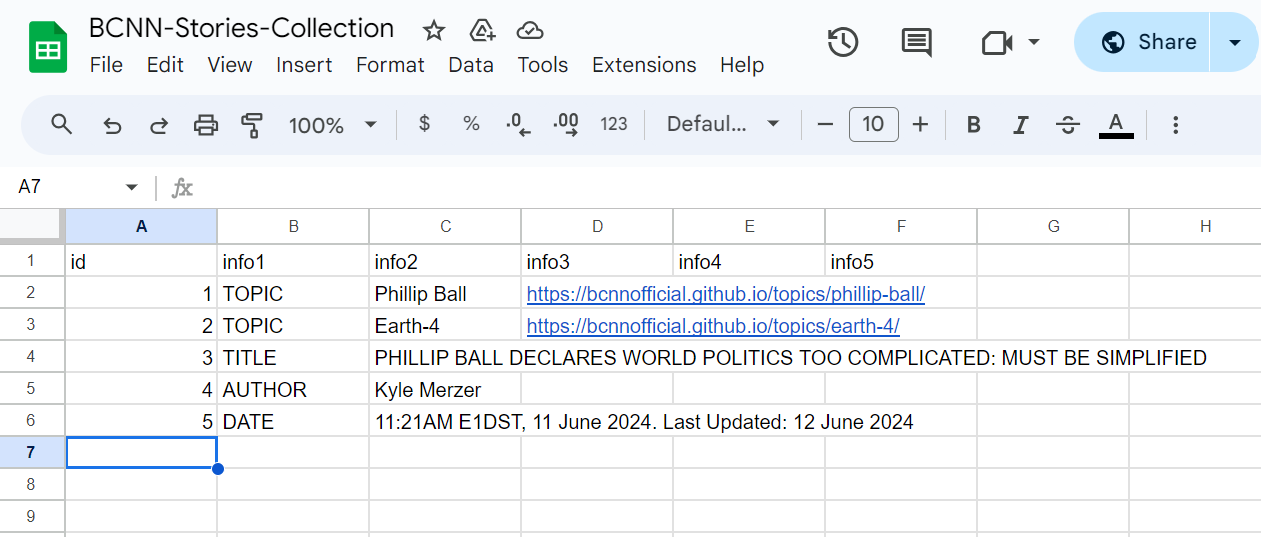 BCNN-Stories-Collection
File Edit View Insert Format Data Tools Extensions Help
Share
100% $ % .0 .00 123 Defaul... 10 B I S A
A7 fx
A B C D E F G H
1 id info1 info2 info3 info4 info5
2 1 TOPIC Phillip Ball https://bcnnofficial.github.io/topics/phillip-ball/
3 2 TOPIC Earth-4 https://bcnnofficial.github.io/topics/earth-4/
4 3 TITLE PHILLIP BALL DECLARES WORLD POLITICS TOO COMPLICATED: MUST BE SIMPLIFIED
5 4 AUTHOR Kyle Merzer
6 5 DATE 11:21AM E1DST, 11 June 2024. Last Updated: 12 June 2024
7
8
9